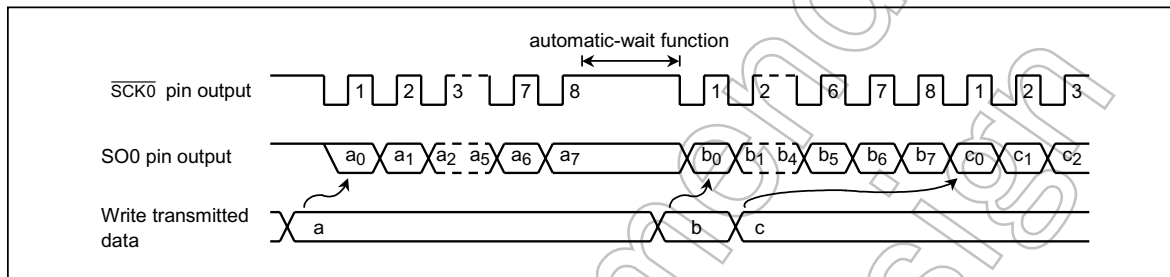 automatic-wait function
SCK0 pin output 1 2 3 7 8 1 2 6 7 8 1 2 3
SO0 pin output a0 a1 a2 a5 a6 a7 b0 b1 b4 b5 b6 b7 c0 c1 c2
Write transmitted
data
a b c